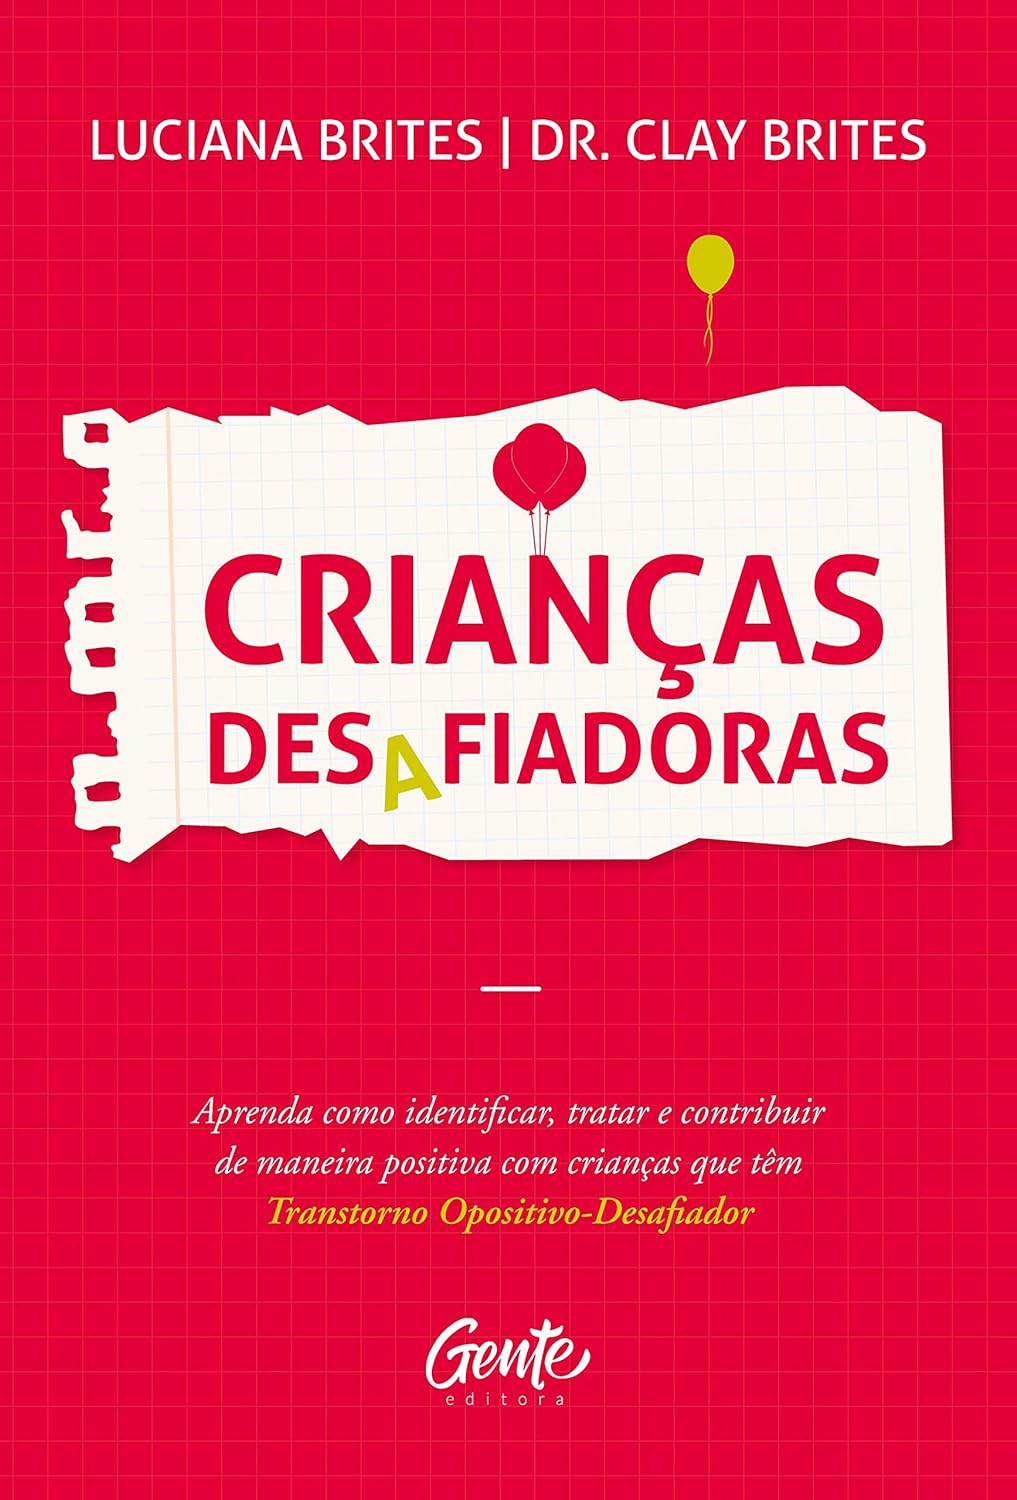 LUCIANA BRITES | DR. CLAY BRITES
CRIANÇAS
DESAFIADORAS
Aprenda como identificar, tratar e contribuir
de maneira positiva com crianças que têm
Transtorno Opositivo-Desafiador
Gente
editora